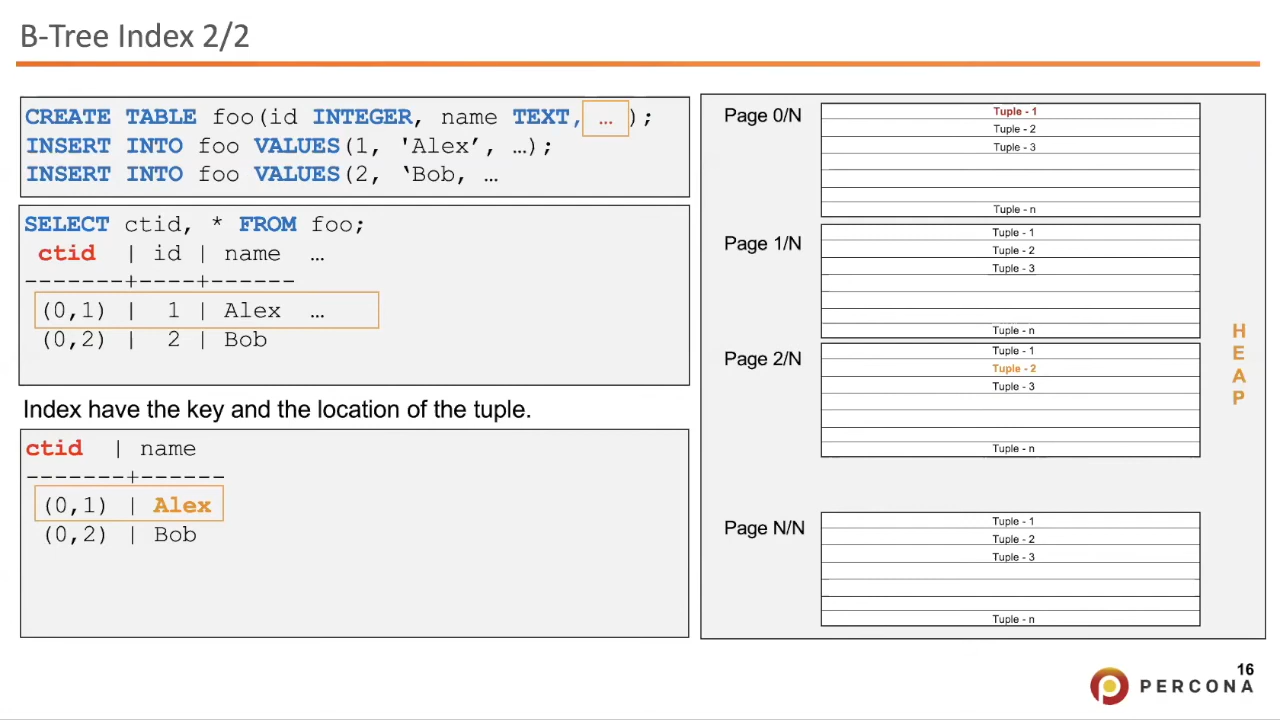 B-Tree Index 2/2
CREATE TABLE foo(id INTEGER, name TEXT, … );
INSERT INTO foo VALUES(1, 'Alex’, …);
INSERT INTO foo VALUES(2, ‘Bob, …
SELECT ctid, * FROM foo;
ctid | id | name …
-------+----+------
(0,1) | 1 | Alex …
(0,2) | 2 | Bob
Index have the key and the location of the tuple.
ctid | name
-------+------
(0,1) | Alex
(0,2) | Bob
Page 0/N
Tuple - 1
Tuple - 2
Tuple - 3
Tuple - n
Page 1/N
Tuple - 1
Tuple - 2
Tuple - 3
Tuple - n
Page 2/N
Tuple - 1
Tuple - 2
Tuple - 3
Tuple - n
Page N/N
Tuple - 1
Tuple - 2
Tuple - 3
Tuple - n
H
E
A
P
16
PERCONA